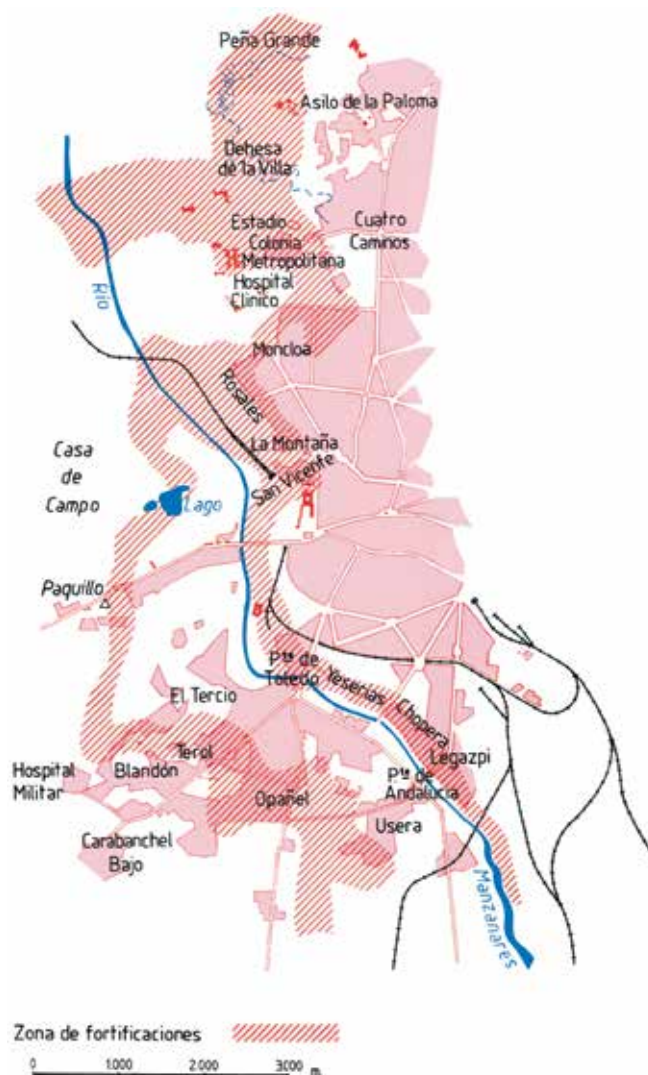 Peña Grande
Asilo de la Paloma
Dehesa
de la Villa
Estadio
Cuatro
Caminos
Colonia
Metropolitana
Hospital
Clínico
Río
Moncloa
Rosales
La Montaña
San Vicente
Casa
de
Campo
Lago
Paquillo
Pta de
Toledo
Yeserías
Chopera
El Tercio
Legazpi
Terol
Hospital
Militar
Blandón
Opañel
Pta de
Andalucía
Usera
Carabanchel
Bajo
Manzanares
Zona de fortificaciones
0 1.000 2.000 3.000 m.